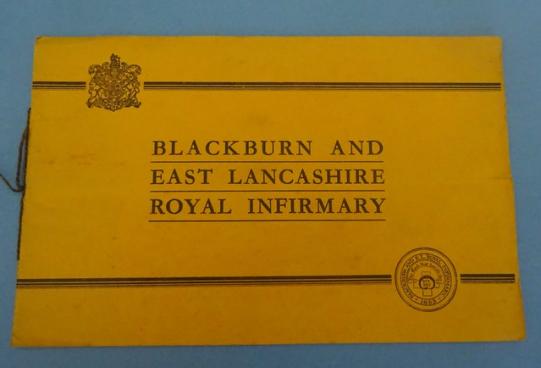 BLACKBURN AND
EAST LANCASHIRE
ROYAL INFIRMARY